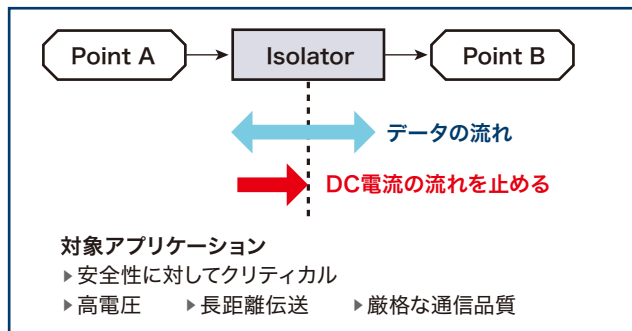 Point A
Isolator
Point B
データの流れ
DC電流の流れを止める
対象アプリケーション
▶安全性に対してクリティカル
▶高電圧 ▶長距離伝送 ▶厳格な通信品質